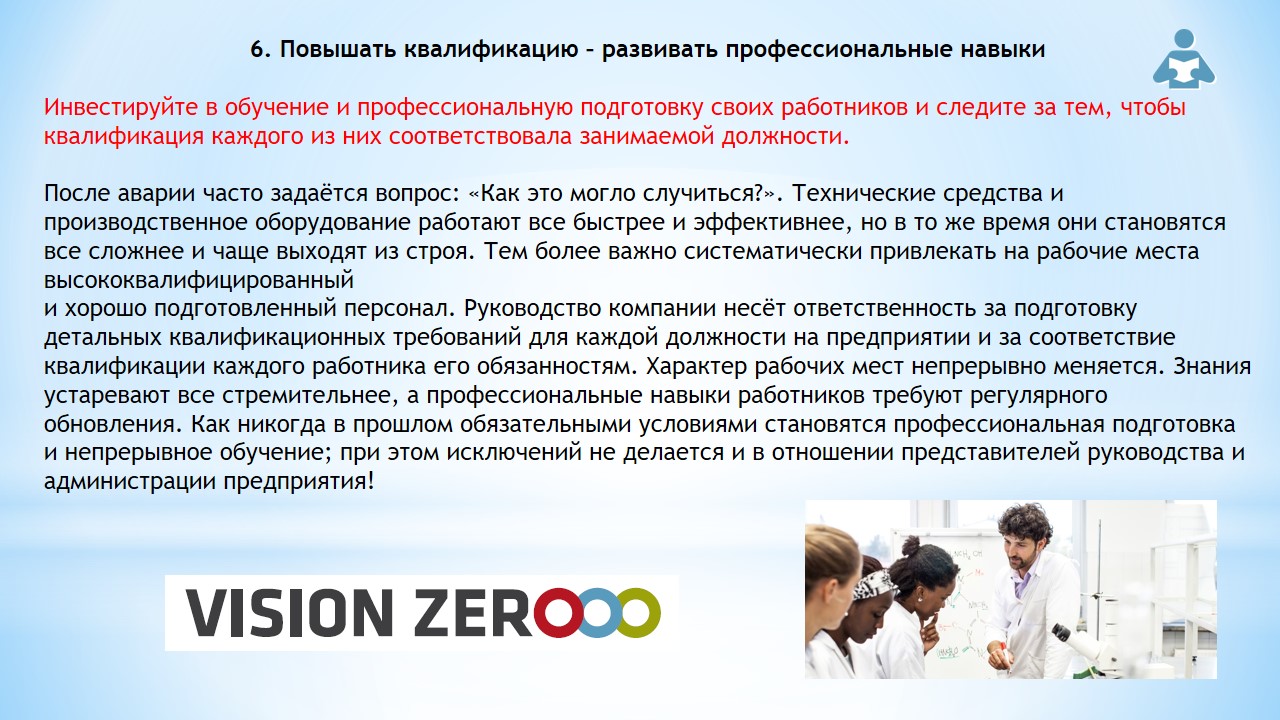 6. Повышать квалификацию – развивать профессиональные навыки
Инвестируйте в обучение и профессиональную подготовку своих работников и следите за тем, чтобы
квалификация каждого из них соответствовала занимаемой должности.
После аварии часто задаётся вопрос: «Как это могло случиться?». Технические средства и
производственное оборудование работают все быстрее и эффективнее, но в то же время они становятся
все сложнее и чаще выходят из строя. Тем более важно систематически привлекать на рабочие места
высококвалифицированный
и хорошо подготовленный персонал. Руководство компании несёт ответственность за подготовку
детальных квалификационных требований для каждой должности на предприятии и за соответствие
квалификации каждого работника его обязанностям. Характер рабочих мест непрерывно меняется. Знания
устаревают все стремительнее, а профессиональные навыки работников требуют регулярного
обновления. Как никогда в прошлом обязательными условиями становятся профессиональная подготовка
и непрерывное обучение; при этом исключений не делается и в отношении представителей руководства и
администрации предприятия!
VISION ZEROOO